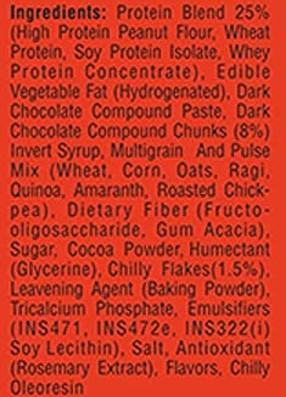 Ingredients: Protein Blend 25%
(High Protein Peanut Flour, Wheat
Protein, Soy Protein Isolate, Whey
Protein Concentrate), Edible
Vegetable Fat (Hydrogenated), Dark
Chocolate Compound Paste, Dark
Chocolate Compound Chunks (8%)
Invert Syrup, Multigrain And Pulse
Mix (Wheat, Corn, Oats, Ragi,
Quinoa, Amaranth, Roasted Chick-
pea), Dietary Fiber (Fructo-
oligosaccharide, Gum Acacia),
Sugar, Cocoa Powder, Humectant
(Glycerine), Chilly Flakes(1.5%),
Leavening Agent (Baking Powder),
Tricalcium Phosphate, Emulsifiers
(INS471, INS472e, INS322(i)
Soy Lecithin), Salt, Antioxidant
(Rosemary Extract), Flavors, Chilly
Oleoresin